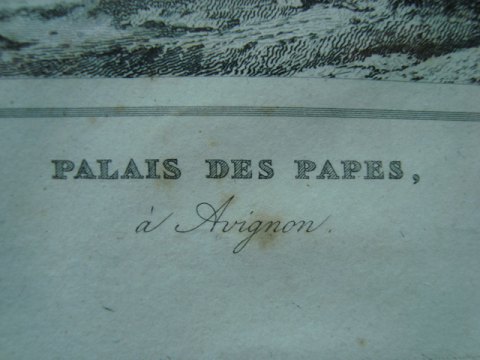 PALAIS DES PAPES,
à Avignon.